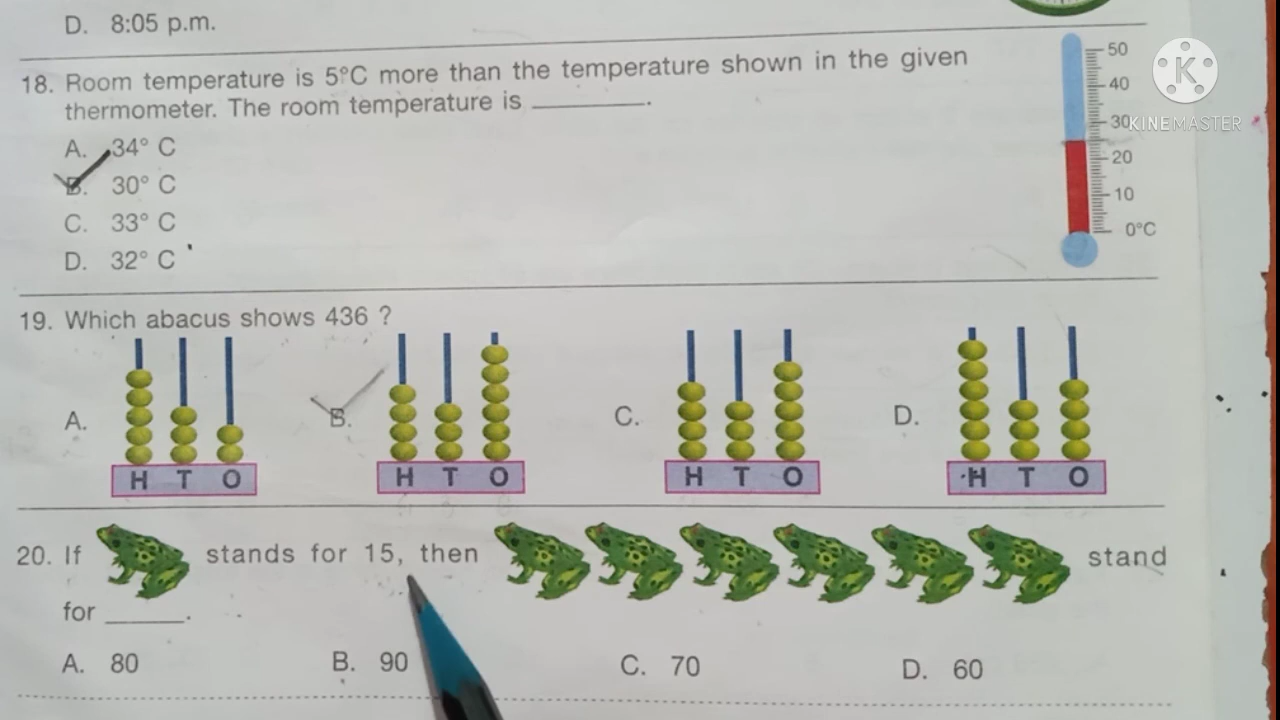 D. 8:05 p.m.
18. Room temperature is 5°C more than the temperature shown in the given
thermometer. The room temperature is ________.
A. 34° C
B. 30° C
C. 33° C
D. 32° C
50
40
30
20
10
0°C
K
KINEMASTER
19. Which abacus shows 436 ?
A.
H T O
B.
H T O
C.
H T O
D.
H T O
20. If stands for 15, then stand
for ______.
A. 80 B. 90 C. 70 D. 60